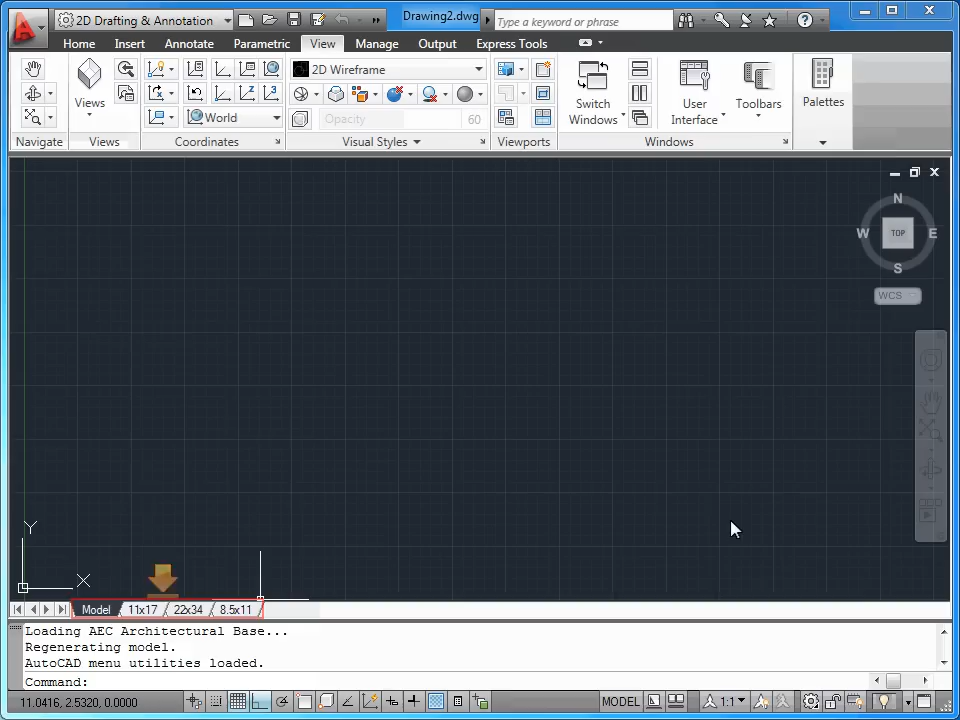 2D Drafting & Annotation
Drawing2.dwg
Type a keyword or phrase
Home Insert Annotate Parametric View Manage Output Express Tools
2D Wireframe
Views
World
Opacity 60
Switch
Windows
User
Interface
Toolbars
Palettes
Navigate Views Coordinates Visual Styles Viewports Windows
N
W TOP E
S
WCS
Y
X
Model 11x17 22x34 8.5x11
Loading AEC Architectural Base...
Regenerating model.
AutoCAD menu utilities loaded.
Command:
11.0416, 2.5320, 0.0000 MODEL 1:1